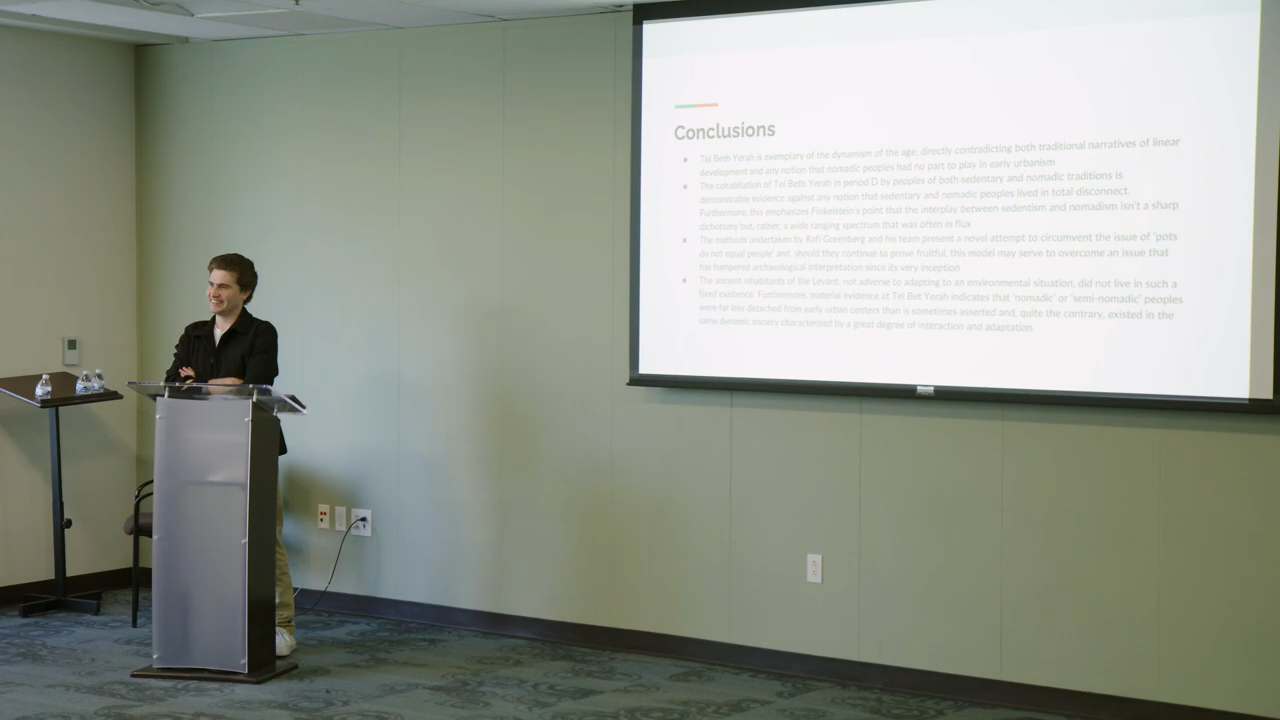 Conclusions
Tel Beth Yerah is exemplary of the dynamism of the age, directly contradicting both traditional narratives of linear
development and any notion that nomadic peoples had no part to play in early urbanism
The cohabitation of Tel Beth Yerah in period D by peoples of both sedentary and nomadic traditions is
demonstrable evidence against any notion that sedentary and nomadic peoples lived in total disconnect.
Furthermore, this emphasizes Finkelstein's point that the interplay between sedentism and nomadism isn't a sharp
dichotomy but, rather, a wide ranging spectrum that was often in flux
The methods undertaken by Rafi Greenberg and his team present a novel attempt to circumvent the issue of 'pots
do not equal people' and, should they continue to prove fruitful, this model may serve to overcome an issue that
has hampered archaeological interpretation since its very inception
The ancient inhabitants of the Levant, not adverse to adapting to an environmental situation, did not live in such a
fixed existence. Furthermore, material evidence at Tel Bet Yerah indicates that 'nomadic' or 'semi-nomadic' peoples
were far less detached from early urban centers than is sometimes asserted and, quite the contrary, existed in the
same dynamic society characterized by a great degree of interaction and adaptation